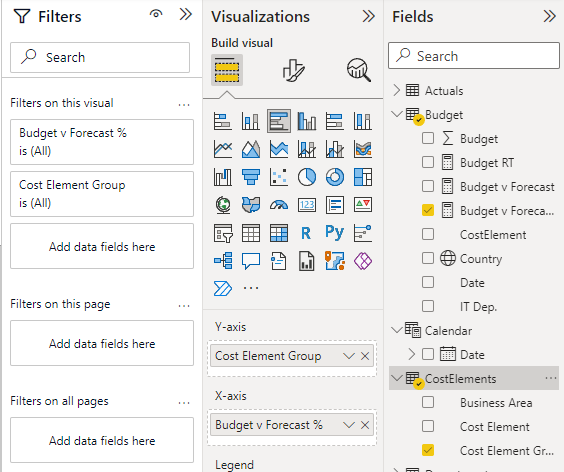 Filters
Search
Filters on this visual
...
Budget v Forecast %
is (All)
Cost Element Group
is (All)
Add data fields here
Filters on this page
...
Add data fields here
Filters on all pages
...
Add data fields here
Visualizations
Build visual
123
R
Py
...
Y-axis
Cost Element Group
X-axis
Budget v Forecast %
Legend
Fields
Search
Actuals
Budget
Budget
Budget RT
Budget v Forecast
Budget v Foreca...
CostElement
Country
Date
IT Dep.
Calendar
Date
CostElements
...
Business Area
Cost Element
Cost Element Gr...